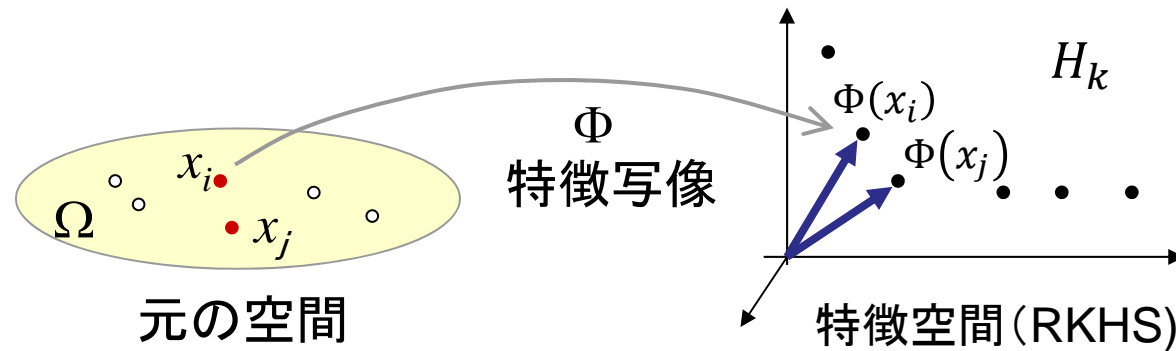 x_i
x_j
Ω
元の空間
Φ
特徴写像
H_k
Φ(x_i)
Φ(x_j)
特徴空間(RKHS)